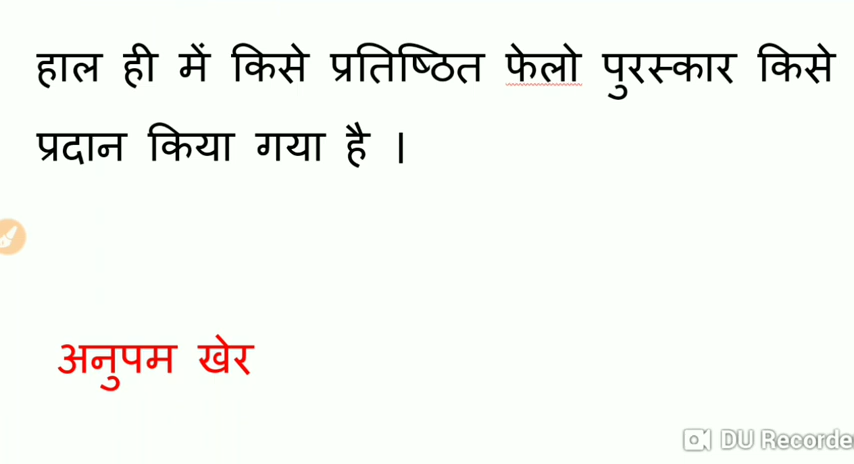 हाल ही में किसे प्रतिष्ठित फेलो पुरस्कार किसे
प्रदान किया गया है ।
अनुपम खेर
DU Recorde